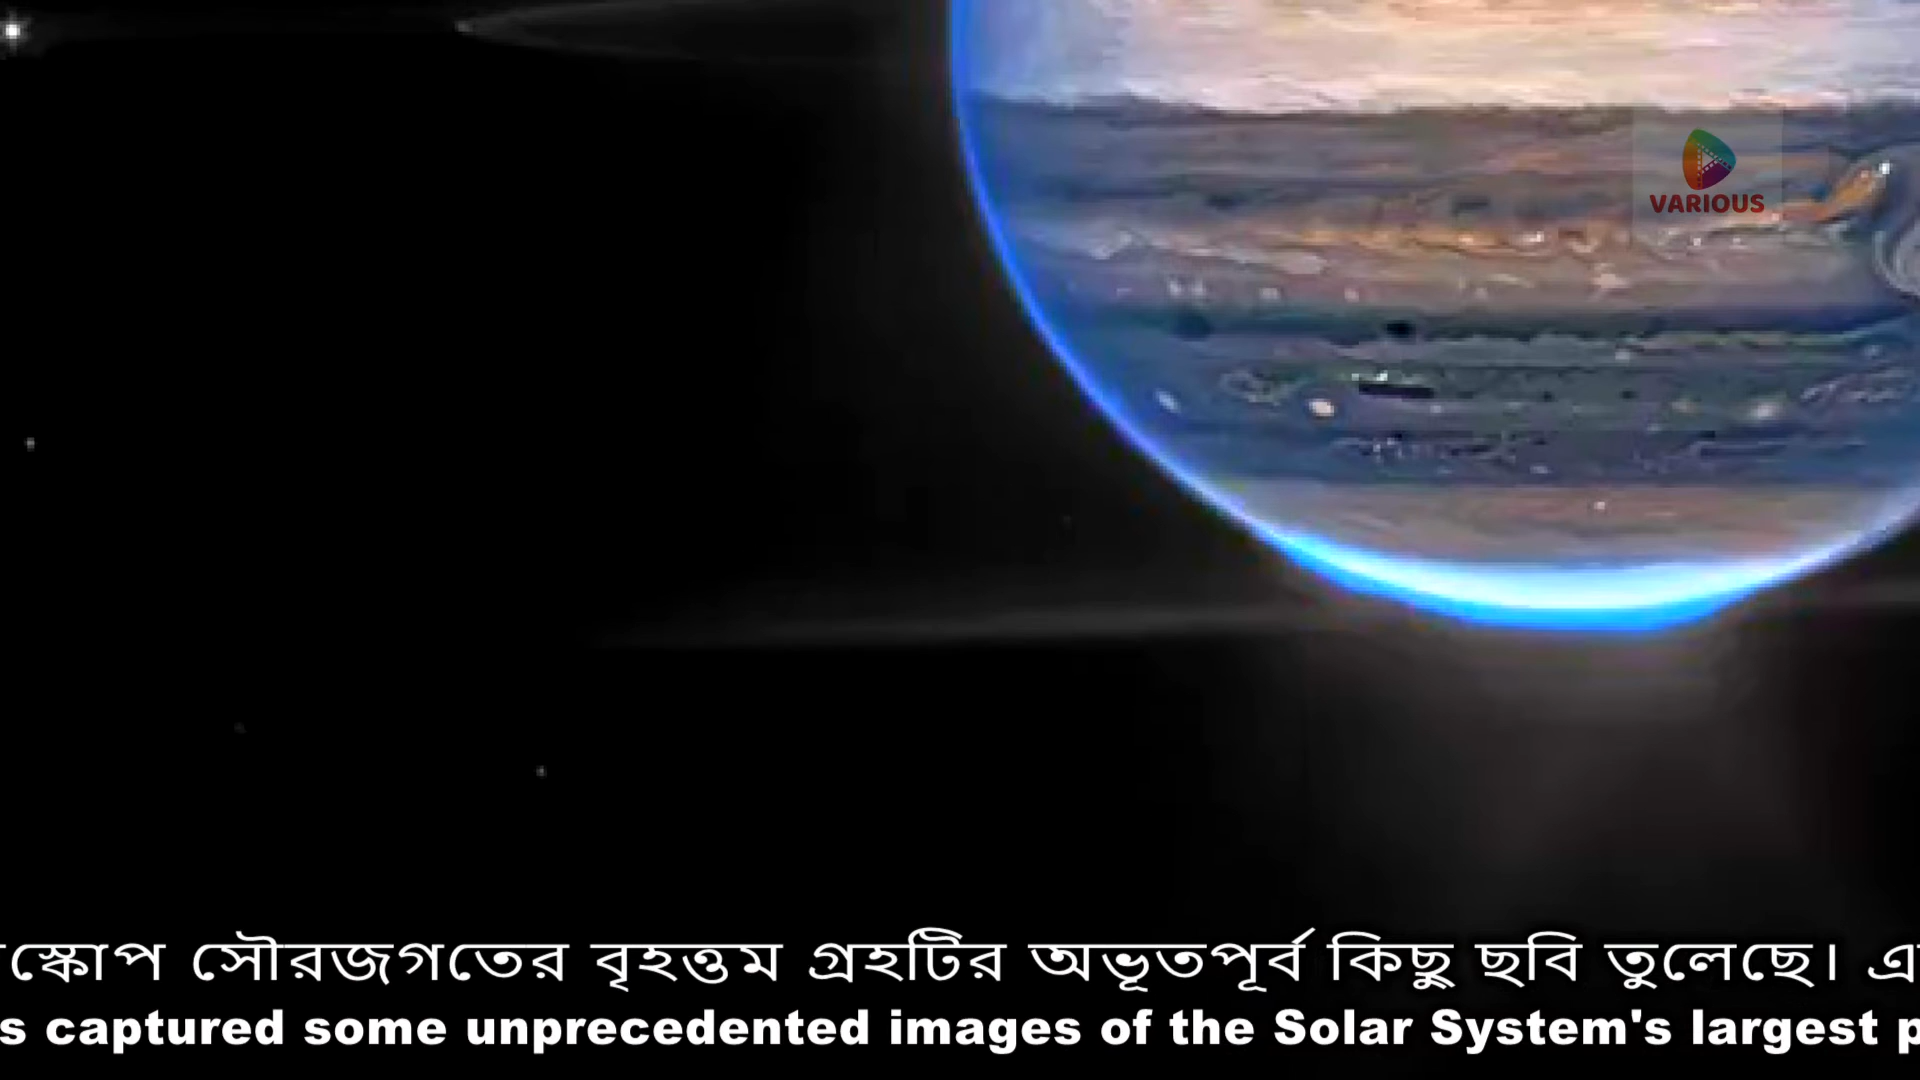 VARIOUS
স্কোপ সৌরজগতের বৃহত্তম গ্রহটির অভূতপূর্ব কিছু ছবি তুলেছে। এ
s captured some unprecedented images of the Solar System's largest p